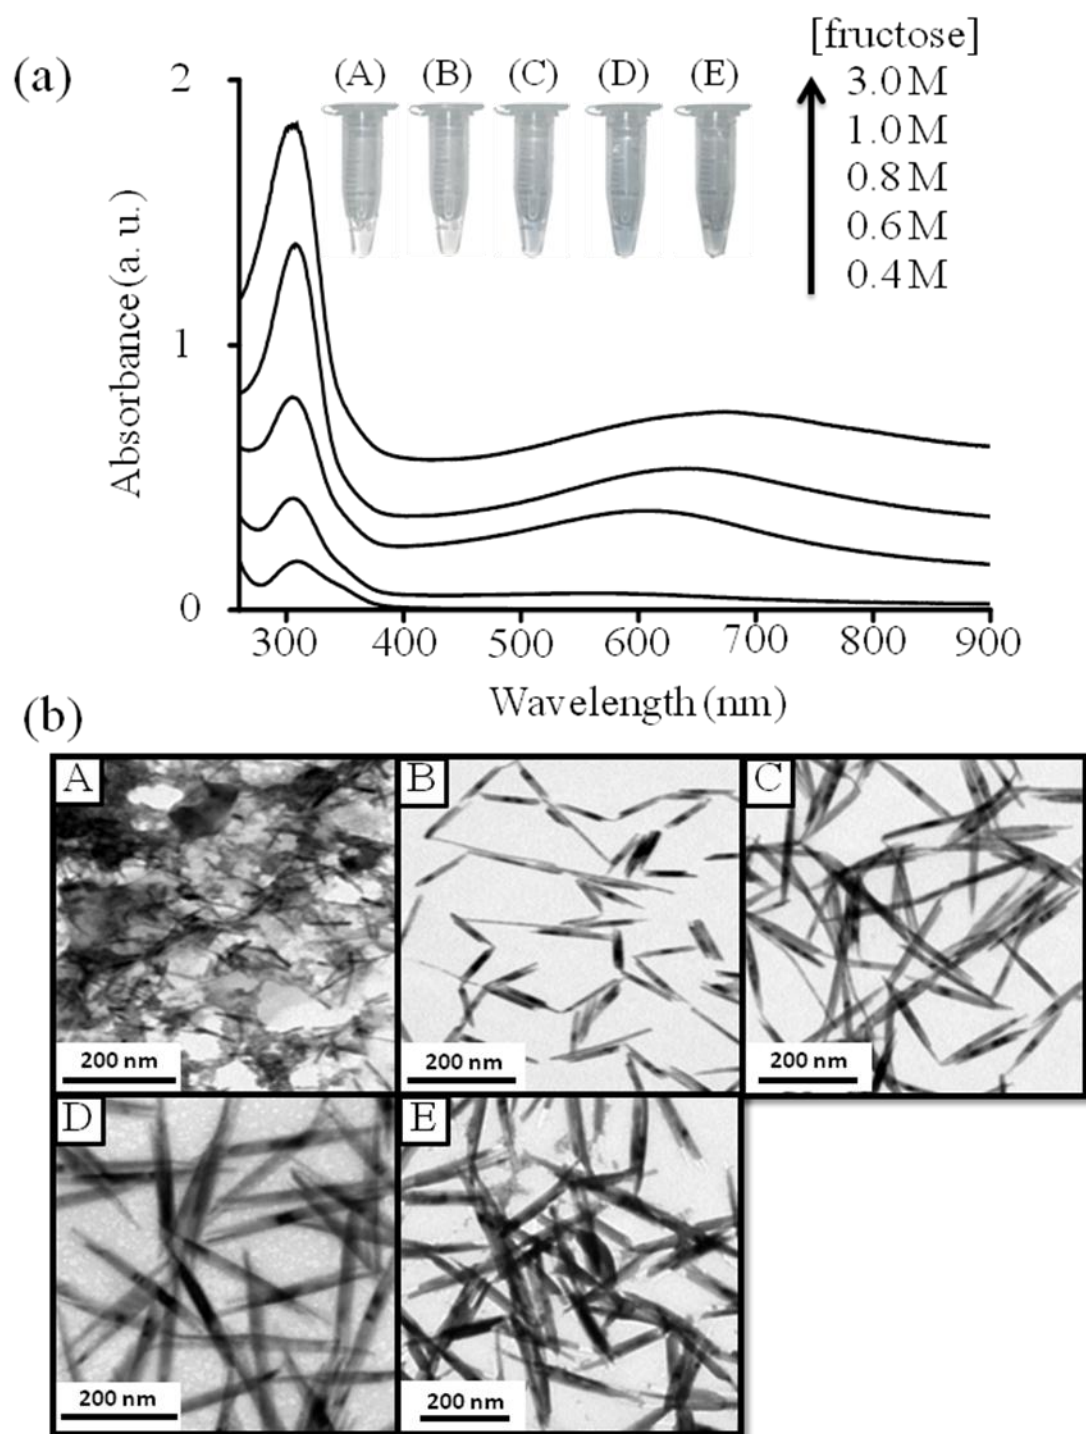 (a)
[fructose]
(A) (B) (C) (D) (E)
3.0 M
1.0 M
0.8 M
0.6 M
0.4 M
2
1
0
Absorbance (a. u.)
300 400 500 600 700 800 900
Wavelength (nm)
(b)
A
B
C
200 nm
200 nm
200 nm
D
E
200 nm
200 nm